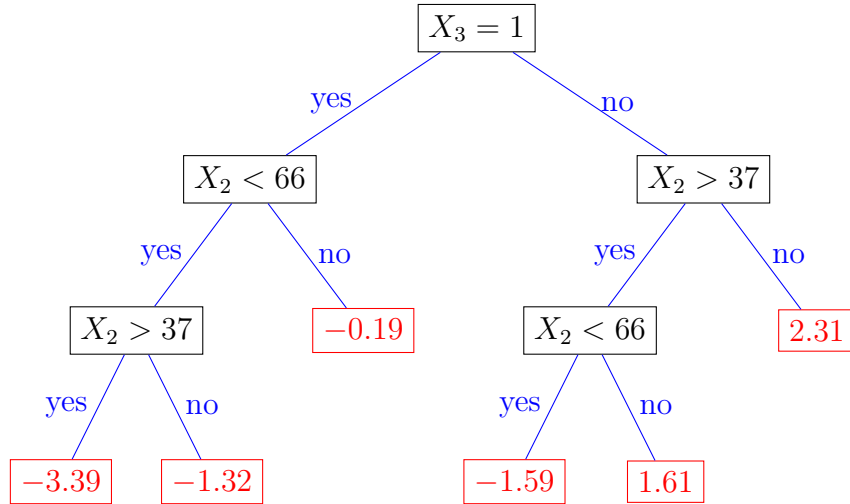 X₃ = 1
yes
no
X₂ < 66
X₂ > 37
yes
no
yes
no
X₂ > 37
−0.19
X₂ < 66
2.31
yes
no
yes
no
−3.39
−1.32
−1.59
1.61